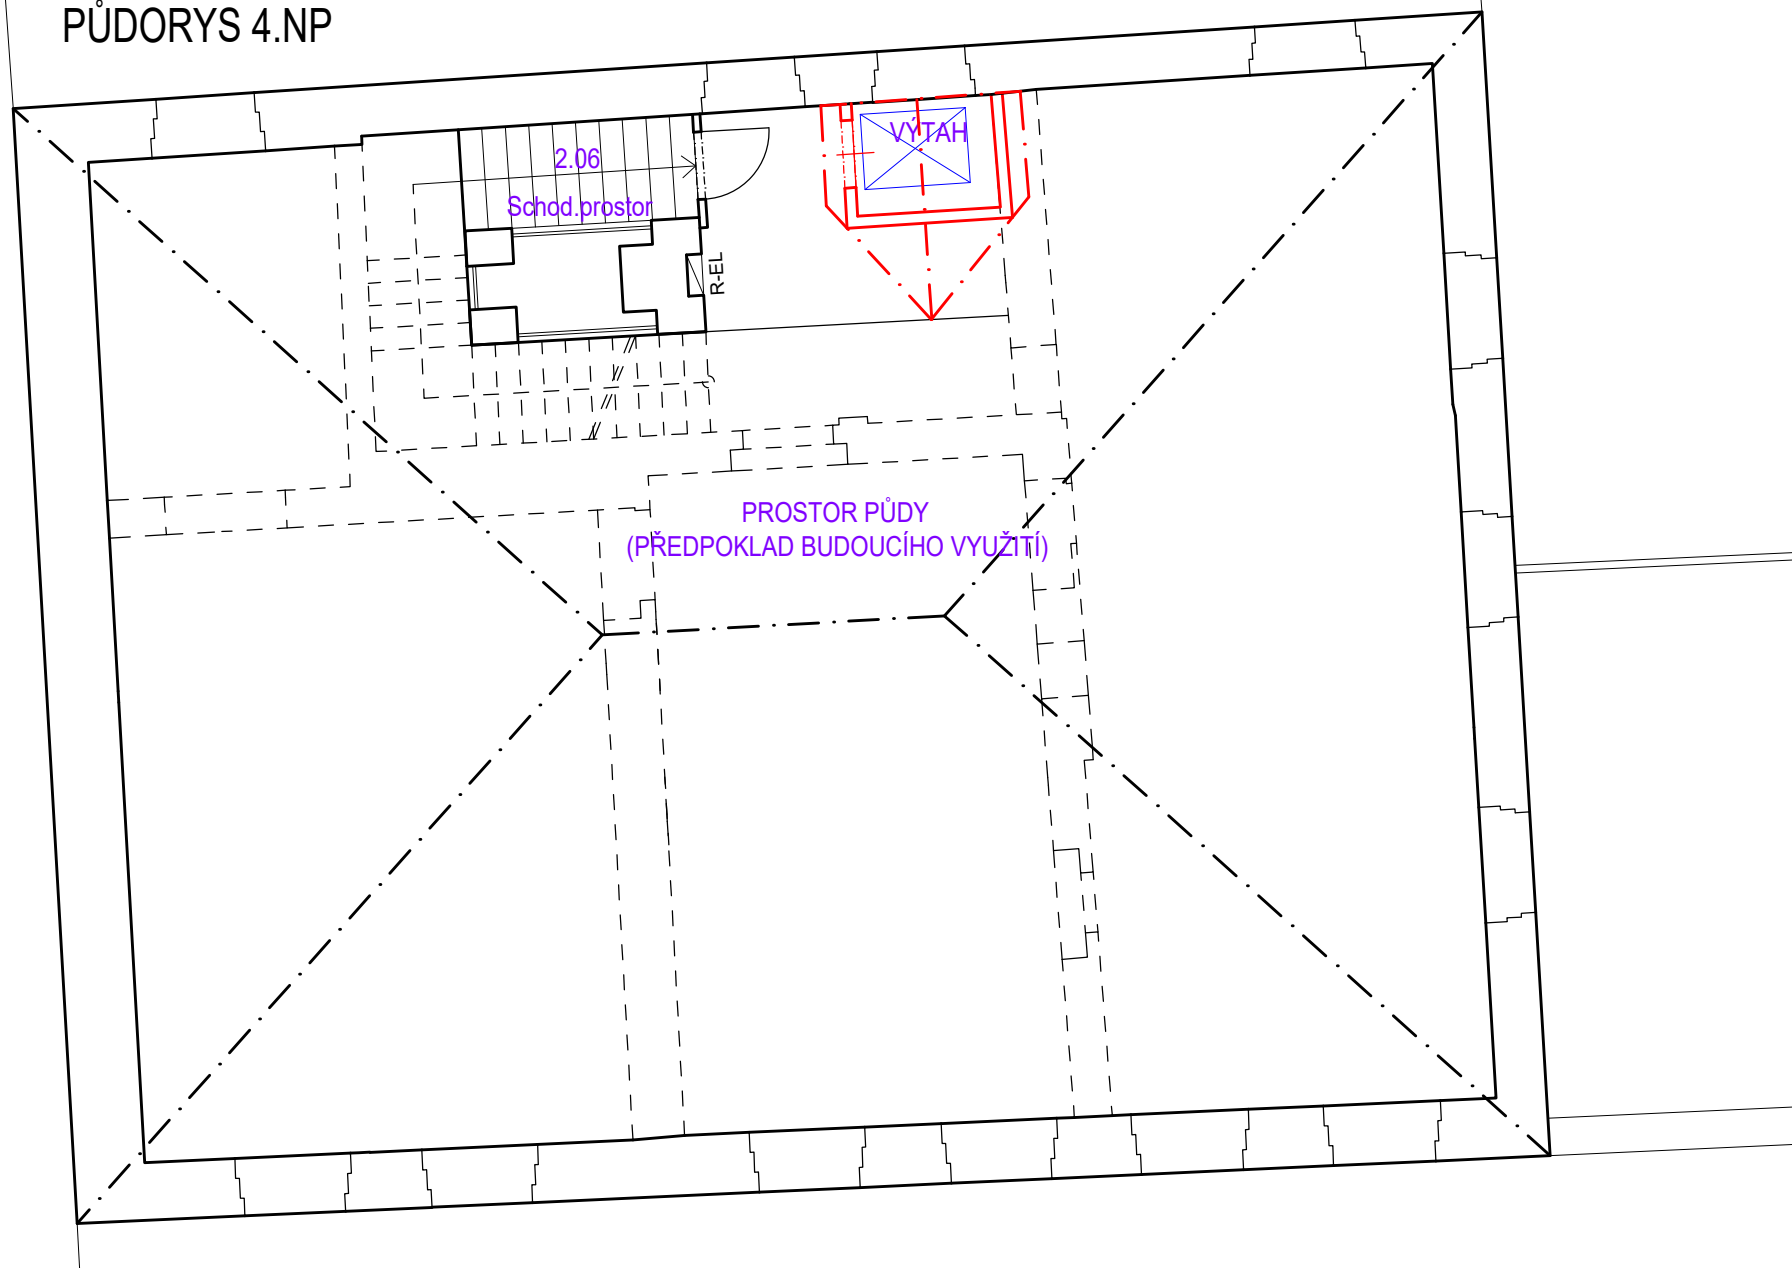 PŮDORYS 4.NP
VÝTAH
2.06
Schod.prostor
R-EL
PROSTOR PŮDY
(PŘEDPOKLAD BUDOUCÍHO VYUŽITÍ)